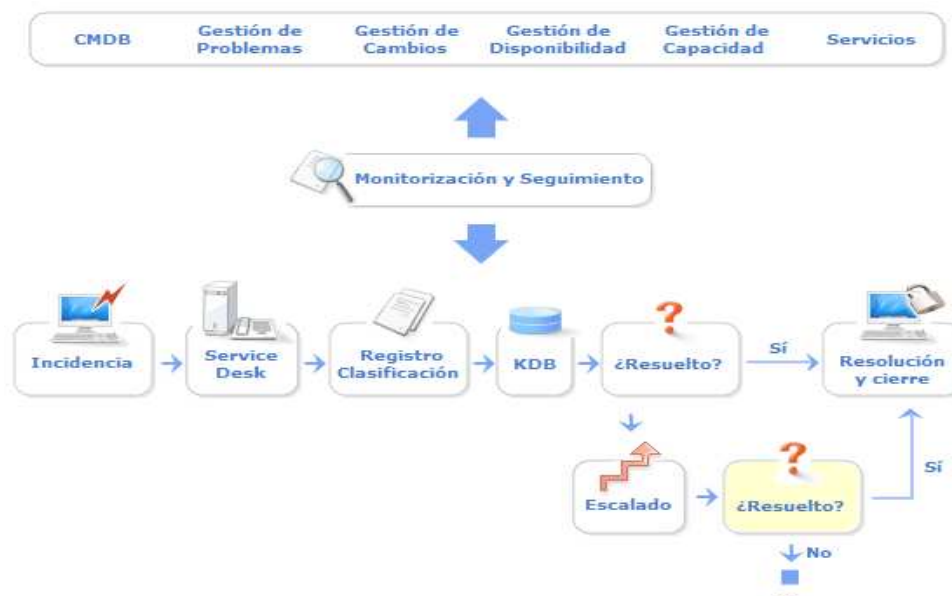 CMDB
Gestión de
Problemas
Gestión de
Cambios
Gestión de
Disponibilidad
Gestión de
Capacidad
Servicios
Monitorización y Seguimiento
Incidencia
Service
Desk
Registro
Clasificación
KDB
¿Resuelto?
Sí
Resolución
y cierre
Escalado
¿Resuelto?
Sí
No